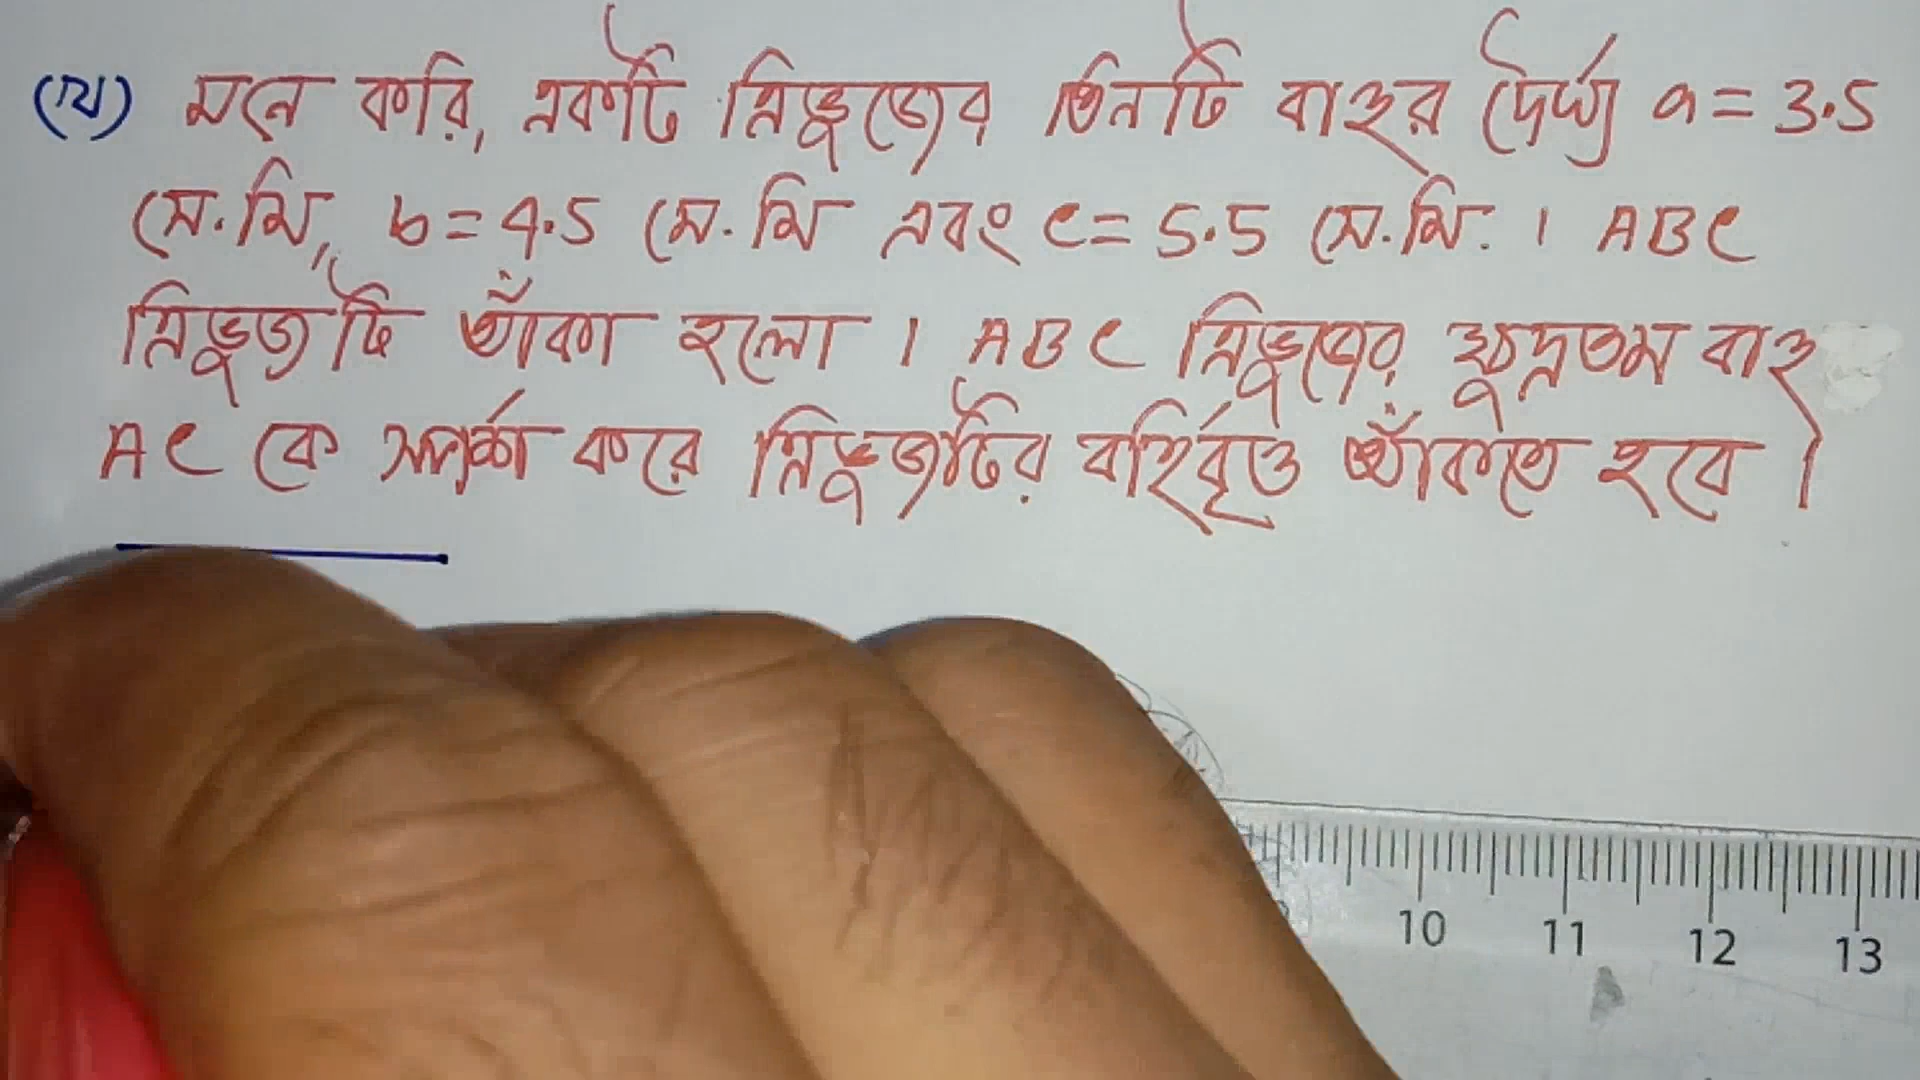 (খ) মনে করি, একটি ত্রিভুজের তিনটি বাহুর দৈর্ঘ্য a = 3.5
সে.মি, b = 4.5 সে.মি এবং c = 5.5 সে.মি. । ABC
ত্রিভুজটি আঁকা হলো । ABC ত্রিভুজের ক্ষুদ্রতম বাহু
AC কে স্পর্শ করে ত্রিভুজটির বহির্বৃত্ত আঁকতে হবে ।
10 11 12 13